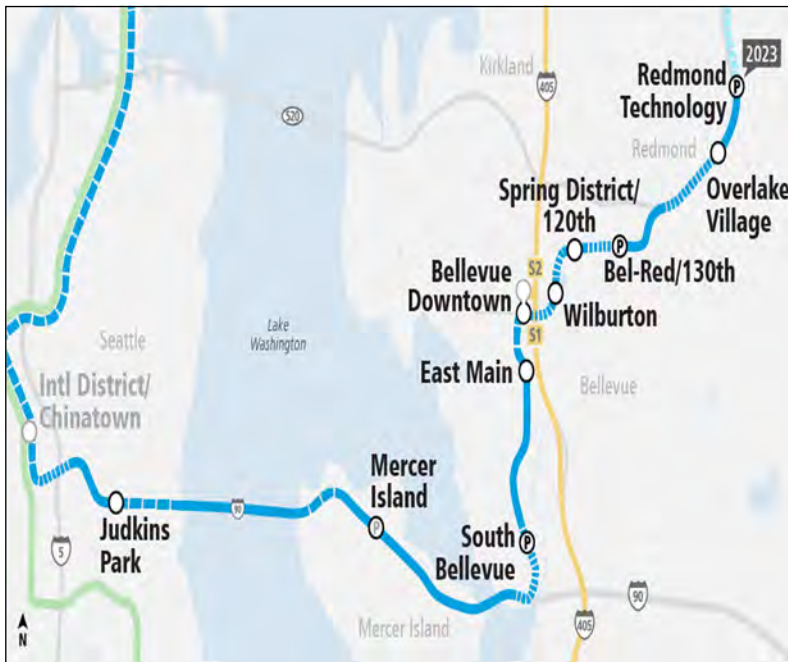 2023
Kirkland
405
Redmond
Technology
520
Redmond
Spring District/
120th
Overlake
Village
Bellevue
Downtown
S2
Bel-Red/130th
Wilburton
S1
Lake
Washington
Seattle
East Main
Bellevue
Intl District/
Chinatown
Mercer
Island
90
Judkins
Park
P
P
P
P
South
Bellevue
5
90
405
Mercer Island
N